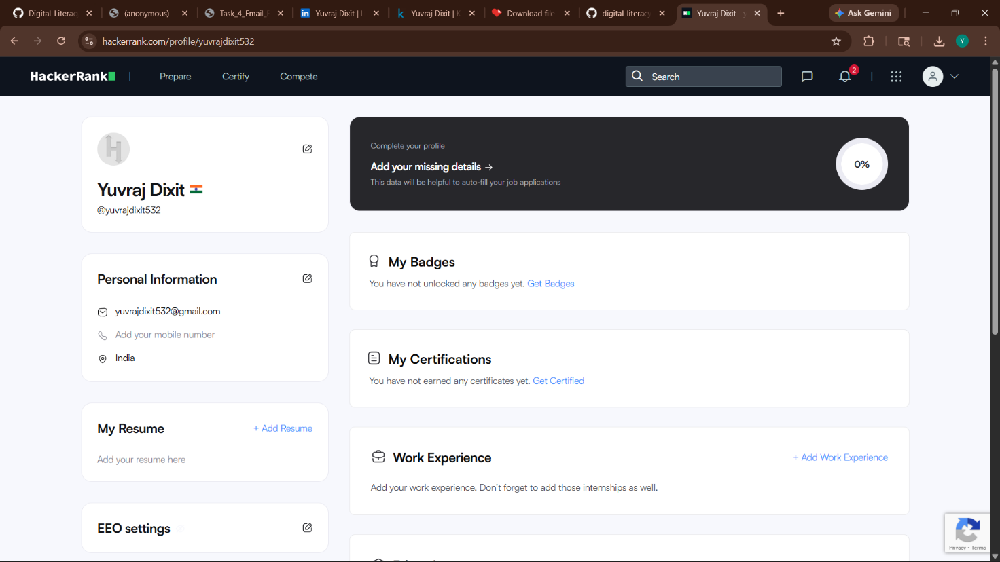 Digital-Literac
(anonymous)
Task_4_Email_E
Yuvraj Dixit | L
Yuvraj Dixit | K
Download file
digital-literacy
Yuvraj Dixit - y
Ask Gemini
hackerrank.com/profile/yuvrajdixit532
Y
HackerRank
Prepare
Certify
Compete
Search
2
Yuvraj Dixit
@yuvrajdixit532
Complete your profile
Add your missing details →
This data will be helpful to auto-fill your job applications
0%
Personal Information
yuvrajdixit532@gmail.com
Add your mobile number
India
My Badges
You have not unlocked any badges yet. Get Badges
My Certifications
You have not earned any certificates yet. Get Certified
My Resume
+ Add Resume
Add your resume here
Work Experience
+ Add Work Experience
Add your work experience. Don't forget to add those internships as well.
EEO settings
Privacy - Terms